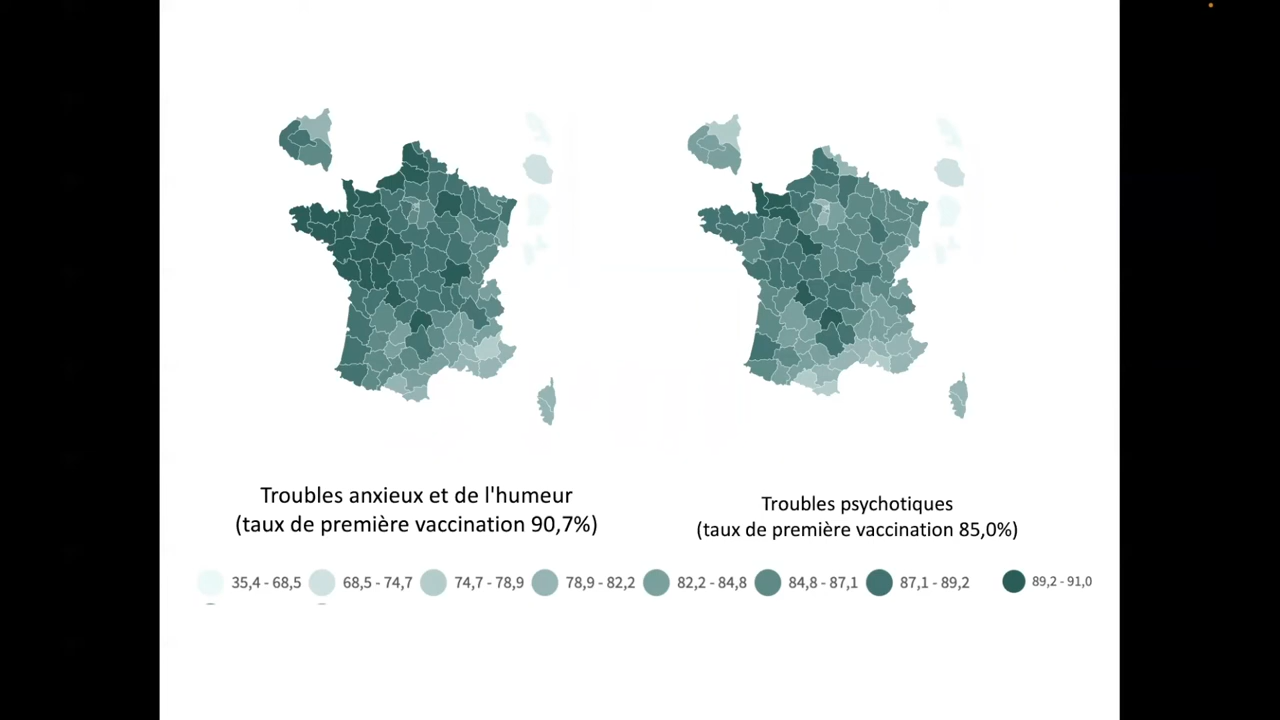 Troubles anxieux et de l'humeur
(taux de première vaccination 90,7%)
Troubles psychotiques
(taux de première vaccination 85,0%)
35,4 - 68,5
68,5 - 74,7
74,7 - 78,9
78,9 - 82,2
82,2 - 84,8
84,8 - 87,1
87,1 - 89,2
89,2 - 91,0